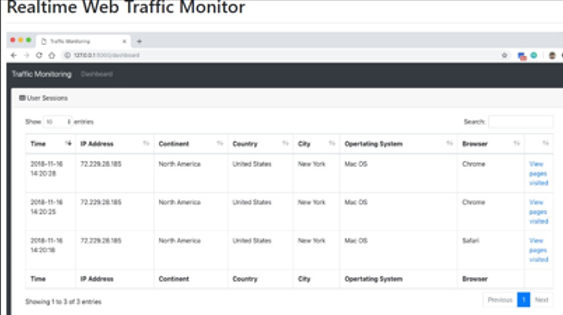 Realtime Web Traffic Monitor
Traffic Monitoring
127.0.0.1:5000/dashboard
Traffic Monitoring Dashboard
User Sessions
Show 10 entries Search:
Time IP Address Continent Country City Opertating System Browser
2018-11-16 14:20:28 72.229.28.185 North America United States New York Mac OS Chrome View pages visited
2018-11-16 14:20:25 72.229.28.185 North America United States New York Mac OS Chrome View pages visited
2018-11-16 14:20:18 72.229.28.185 North America United States New York Mac OS Safari View pages visited
Time IP Address Continent Country City Opertating System Browser
Showing 1 to 3 of 3 entries
Previous 1 Next